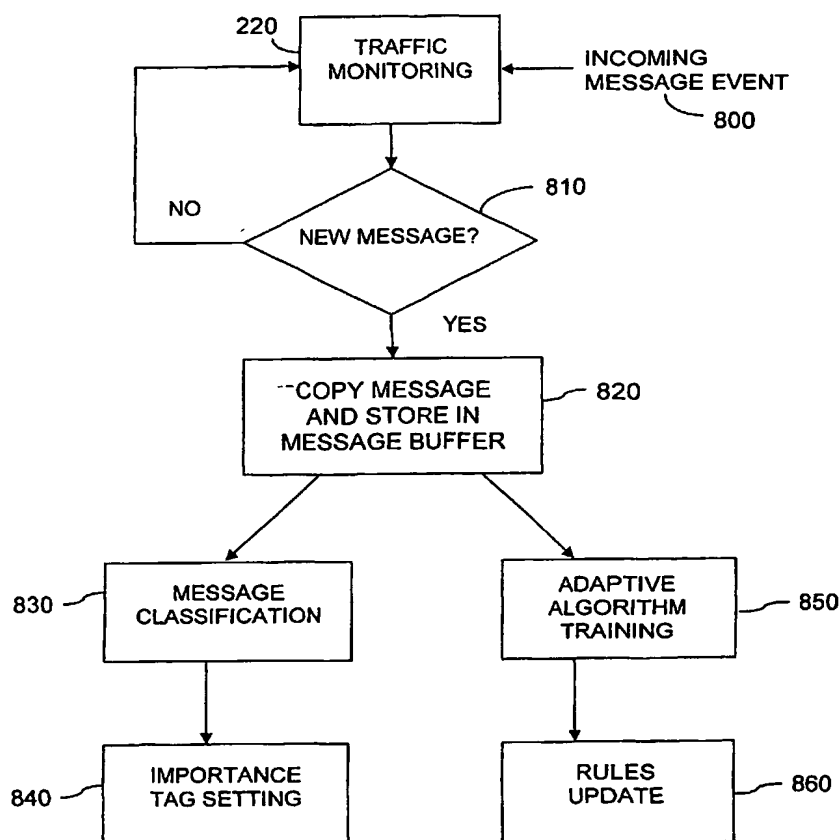 220
TRAFFIC
MONITORING
INCOMING
MESSAGE EVENT
800
810
NO
NEW MESSAGE?
YES
COPY MESSAGE
AND STORE IN
MESSAGE BUFFER
820
830
MESSAGE
CLASSIFICATION
ADAPTIVE
ALGORITHM
TRAINING
850
840
IMPORTANCE
TAG SETTING
RULES
UPDATE
860